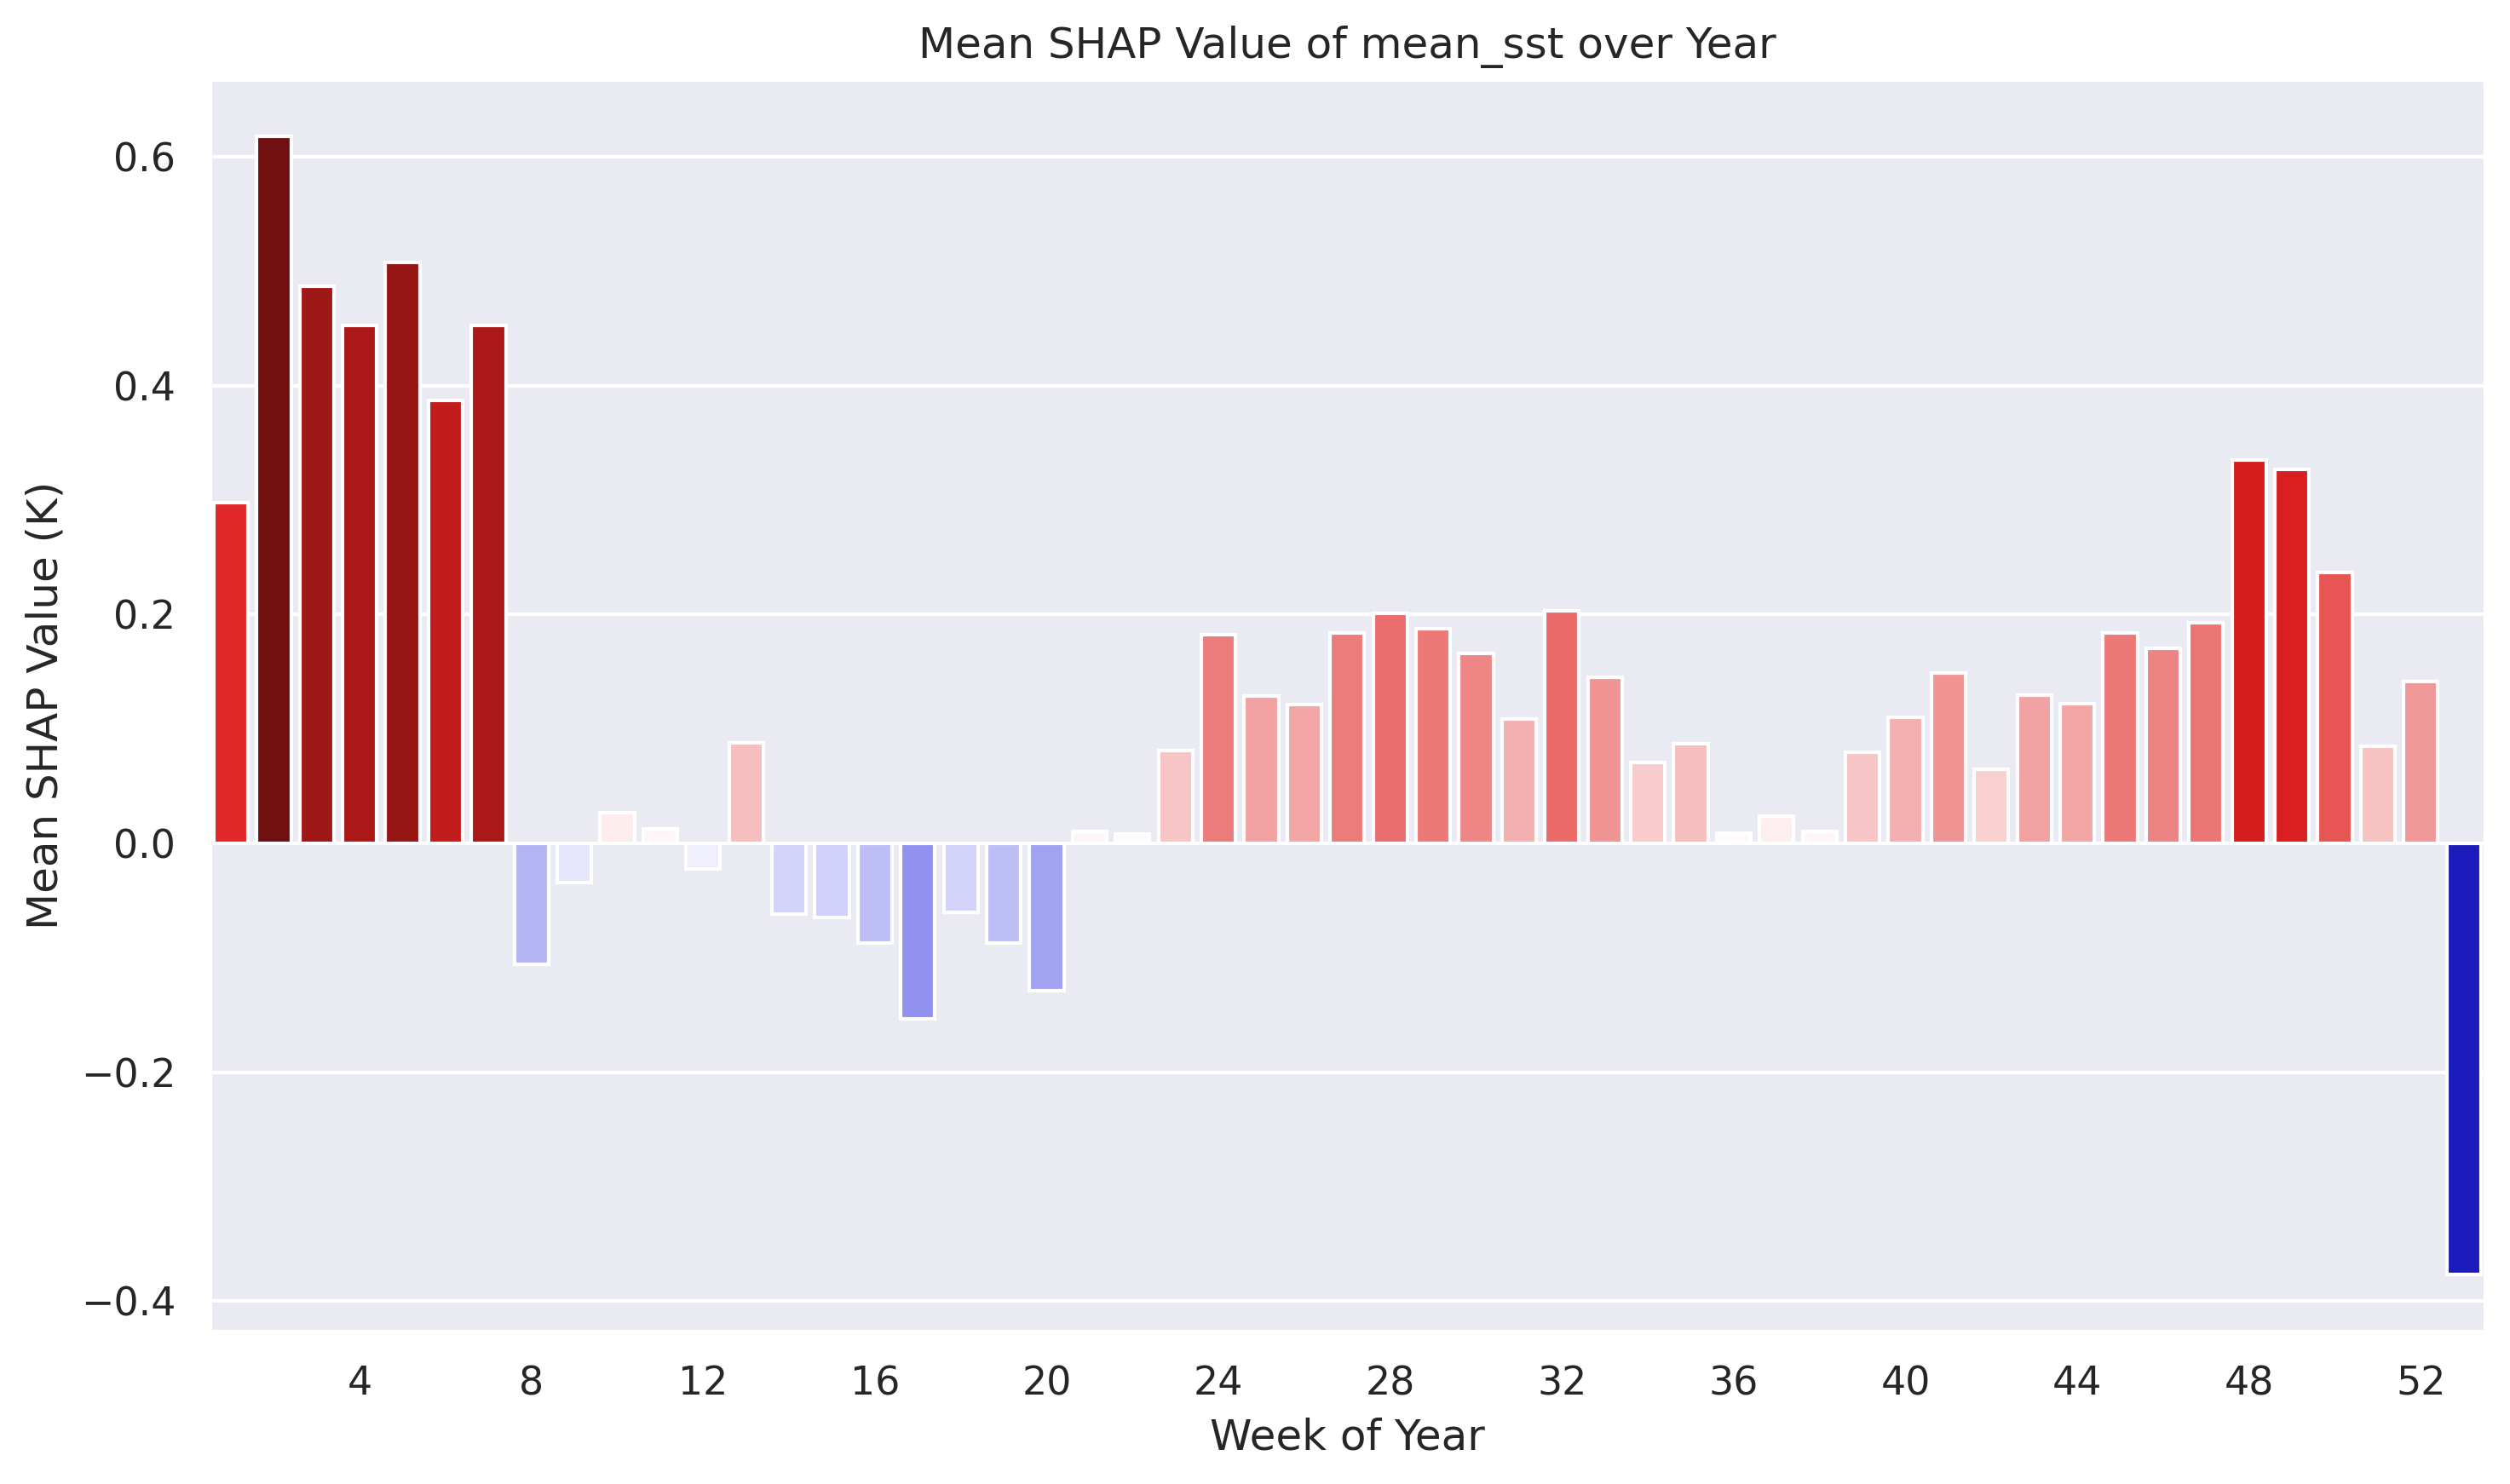 Mean SHAP Value of mean_sst over Year
Mean SHAP Value (K)
0.6
0.4
0.2
0.0
−0.2
−0.4
4 8 12 16 20 24 28 32 36 40 44 48 52
Week of Year